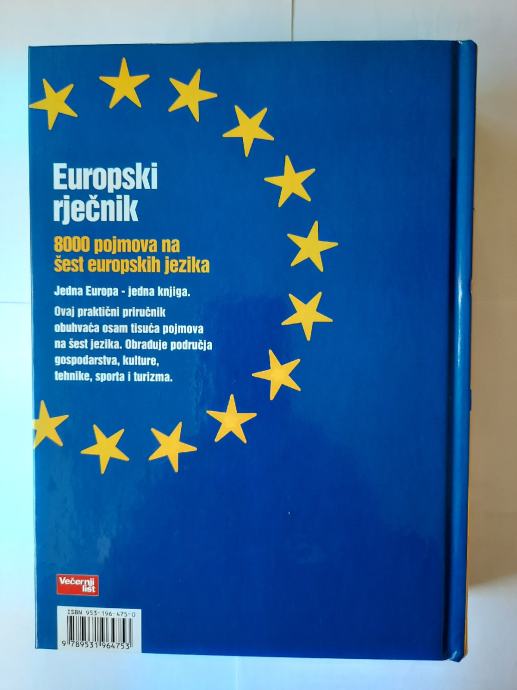 Europski
rječnik
8000 pojmova na
šest europskih jezika
Jedna Europa - jedna knjiga.
Ovaj praktični priručnik
obuhvaća osam tisuća pojmova
na šest jezika. Obrađuje područja
gospodarstva, kulture,
tehnike, sporta i turizma.
Večernji
list
ISBN 953-196-475-0
9 789531 964753